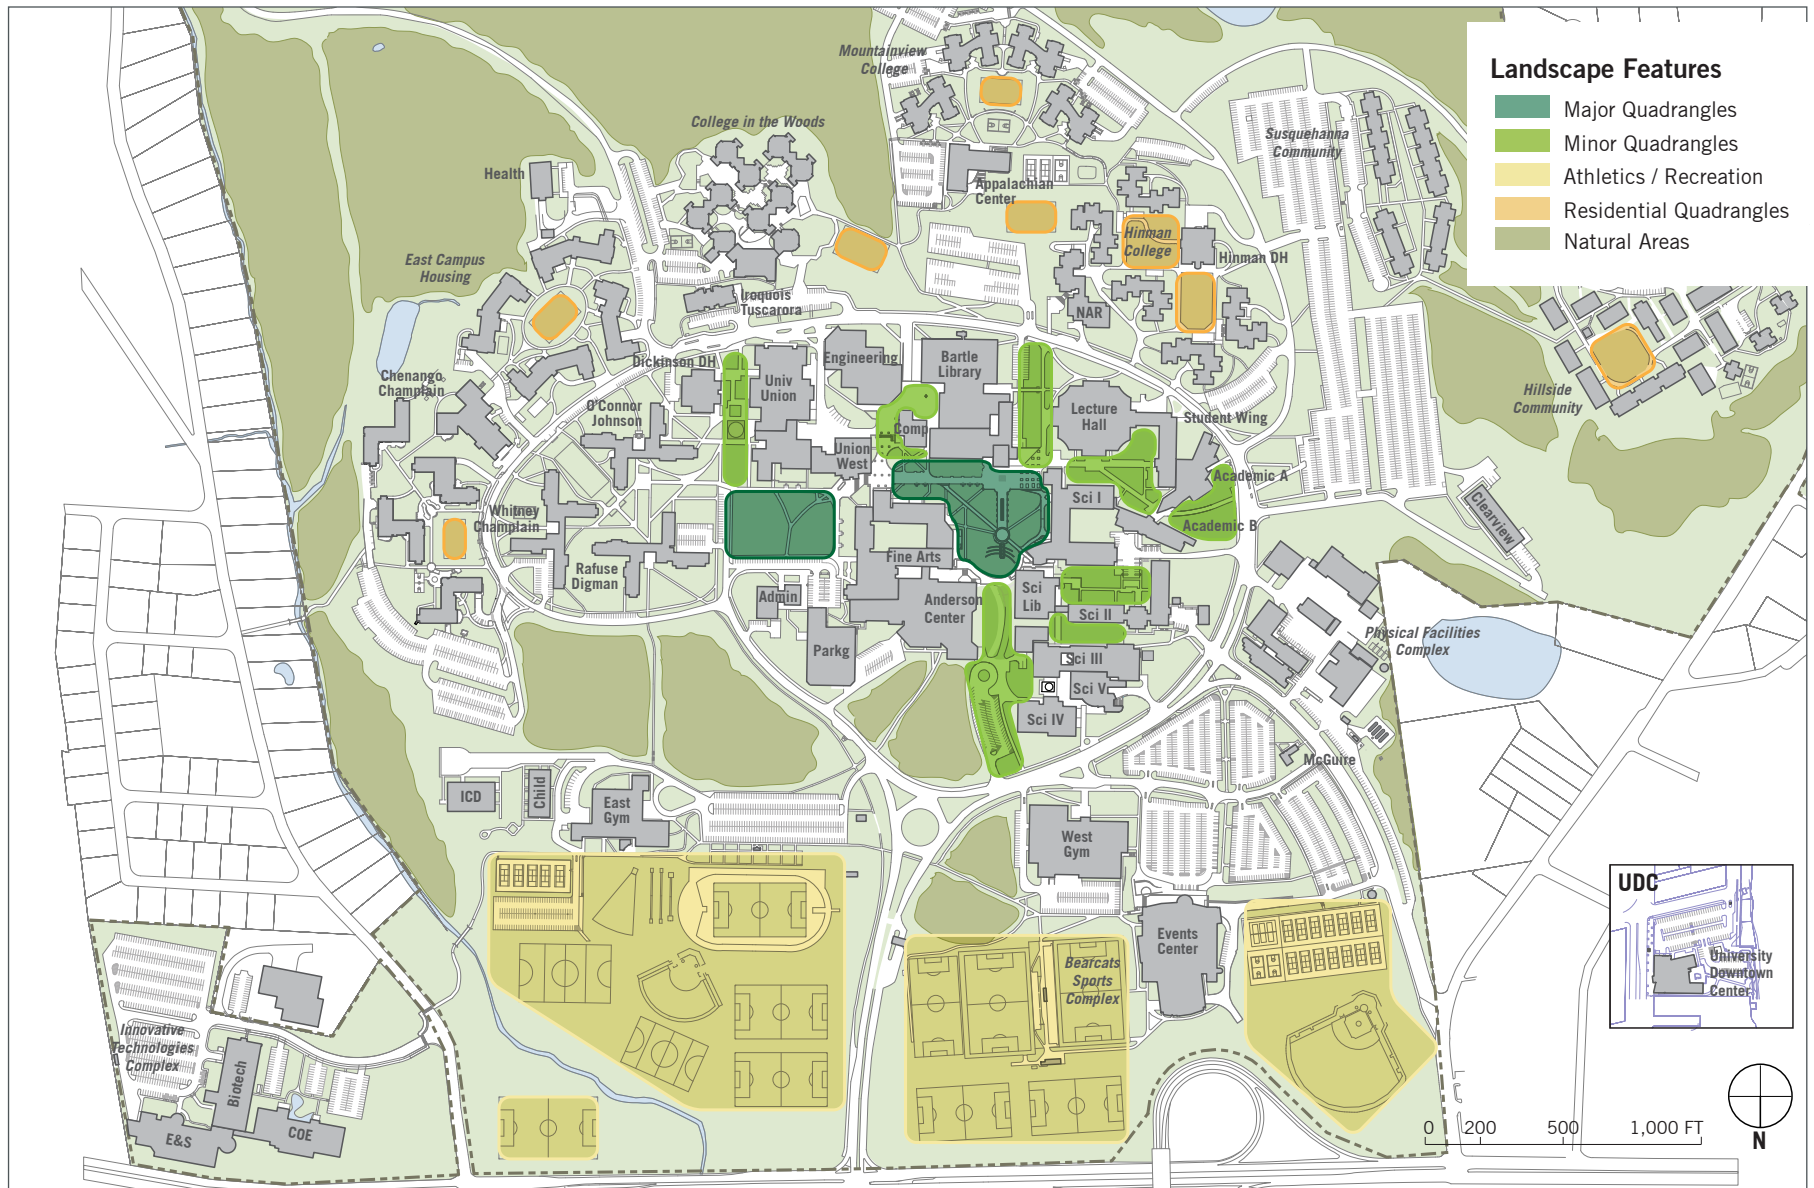 Landscape Features
Major Quadrangles
Minor Quadrangles
Athletics / Recreation
Residential Quadrangles
Natural Areas
Mountainview
College
College in the Woods
Susquehanna
Community
Health
Appalachian
Center
Hinman
College
Hinman DH
East Campus
Housing
Iroquois
Tuscarora
NAR
Dickinson DH
Engineering
Bartle
Library
Univ
Union
Chenango
Champlain
O'Connor
Johnson
Lecture
Hall
Student Wing
Hillside
Community
Comp
Union
West
Academic A
Sci I
Academic B
Clearview
Whitney
Champlain
Fine Arts
Rafuse
Digman
Admin
Anderson
Center
Sci
Lib
Sci II
Physical Facilities
Complex
Parkg
Sci III
Sci V
Sci IV
McGuire
ICD
Child
East
Gym
West
Gym
Events
Center
Bearcats
Sports
Complex
UDC
University
Downtown
Center
Innovative
Technologies
Complex
Biotech
E&S
COE
0 200 500 1,000 FT
N